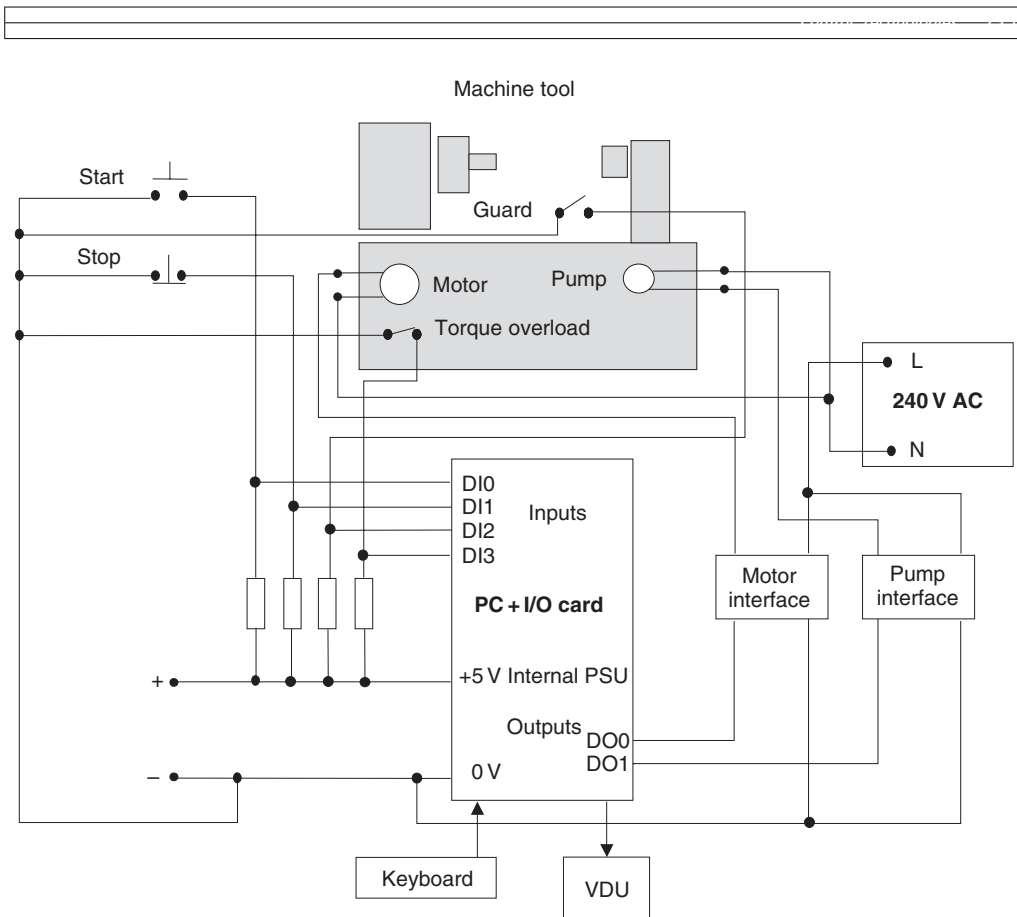 Machine tool
Start
Guard
Stop
Motor
Pump
Torque overload
L
240 V AC
N
DI0
DI1
Inputs
DI2
DI3
Motor interface
Pump interface
PC + I/O card
+
+5 V Internal PSU
Outputs
DO0
DO1
–
0 V
Keyboard
VDU